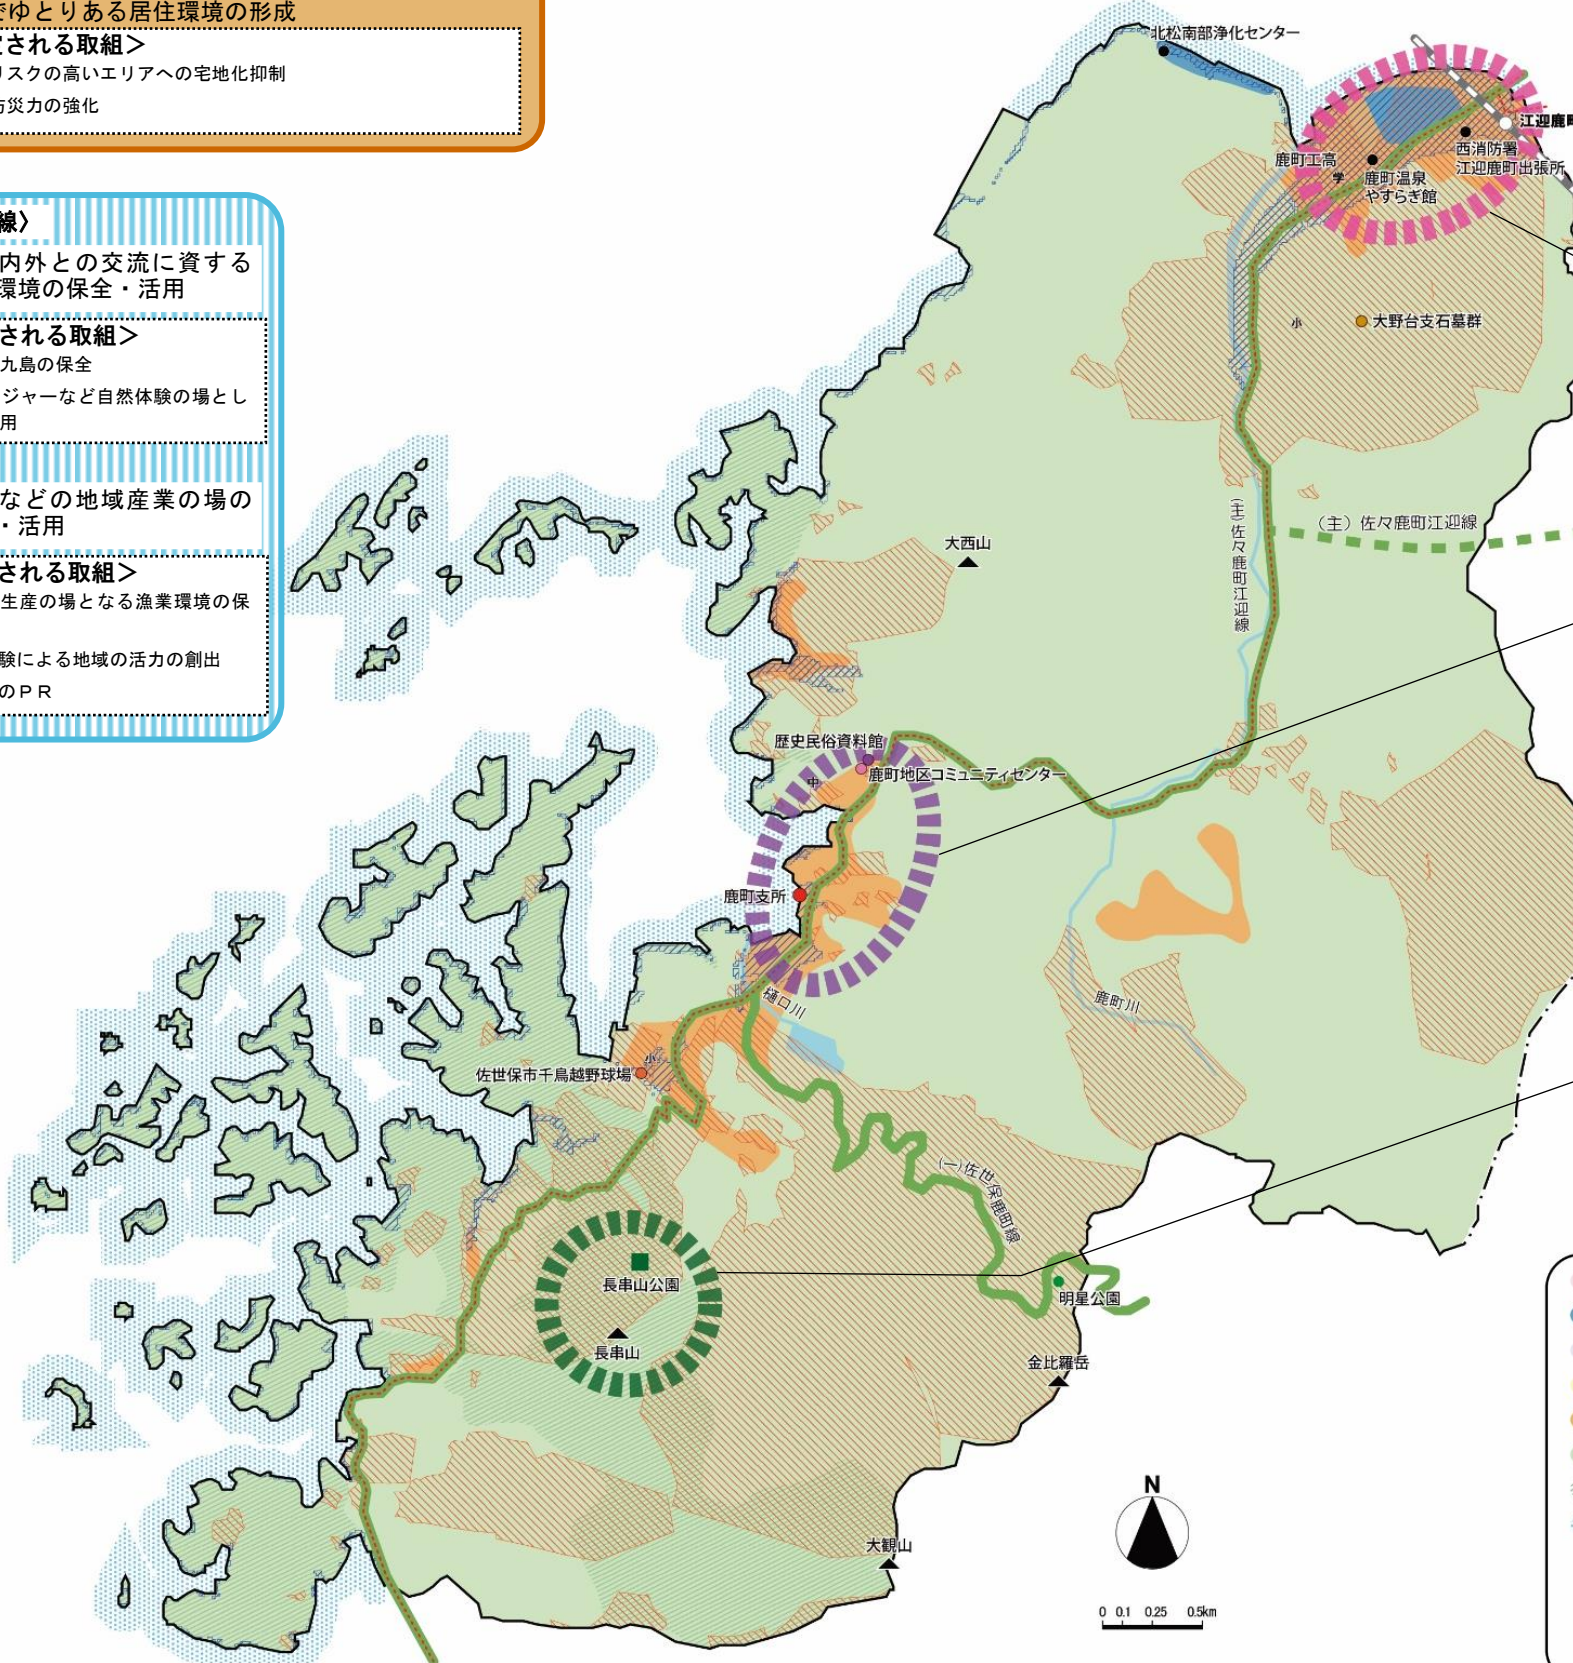 でゆとりある居住環境の形成
される取組＞
リスクの高いエリアへの宅地化抑制
防災力の強化
線〉
内外との交流に資する
環境の保全・活用
される取組＞
九島の保全
ジャーなど自然体験の場とし
用
などの地域産業の場の
・活用
される取組＞
生産の場となる漁業環境の保
験による地域の活力の創出
のＰＲ
北松南部浄化センター
江迎鹿町
西消防署
江迎鹿町出張所
鹿町工高
学
鹿町温泉
やすらぎ館
小
大野台支石墓群
(主)佐々鹿町江迎線
（主）佐々鹿町江迎線
大西山
歴史民俗資料館
鹿町地区コミュニティセンター
中
鹿町支所
樋口川
鹿町川
小
佐世保市千鳥越野球場
(一)佐世保鹿町線
長串山公園
長串山
明星公園
金比羅岳
大観山
N
0 0.1 0.25 0.5km